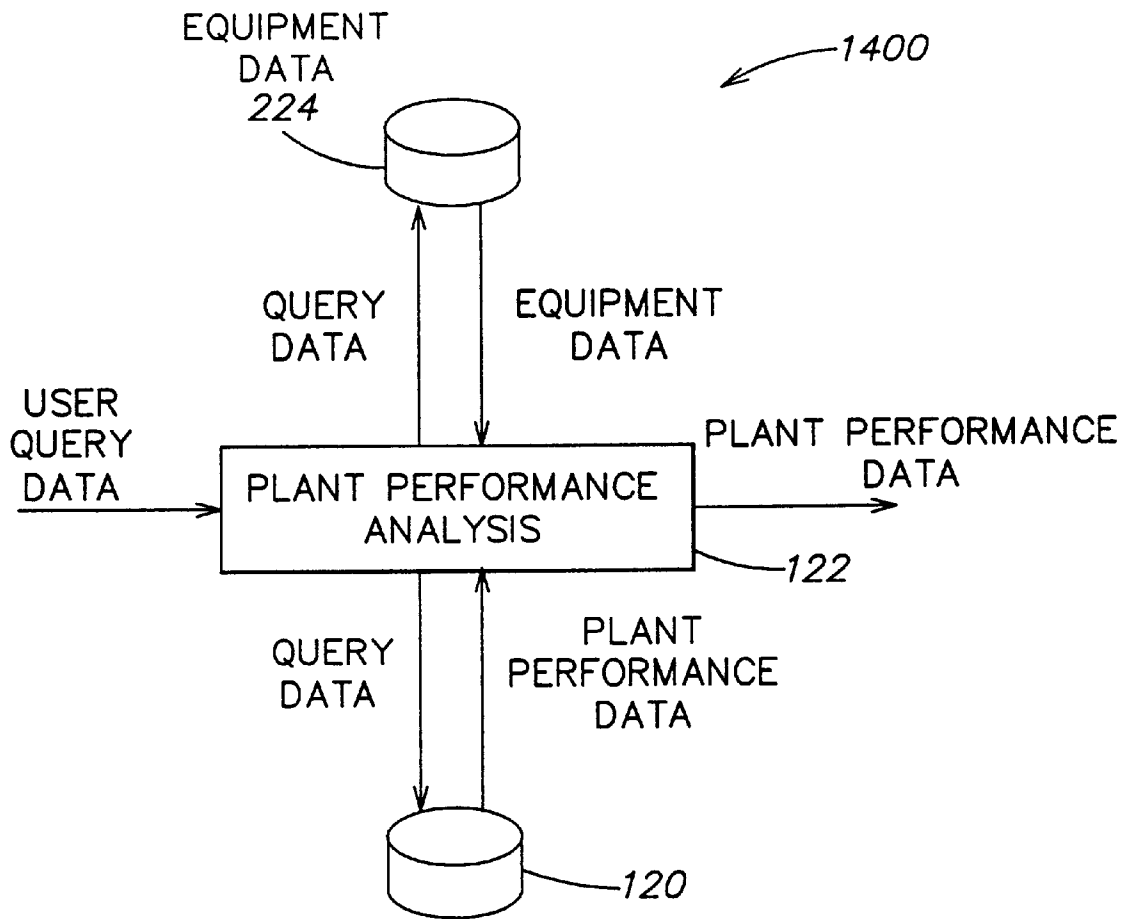 EQUIPMENT
DATA
224
1400
QUERY
DATA
EQUIPMENT
DATA
USER
QUERY
DATA
PLANT PERFORMANCE
ANALYSIS
PLANT PERFORMANCE
DATA
122
QUERY
DATA
PLANT
PERFORMANCE
DATA
120